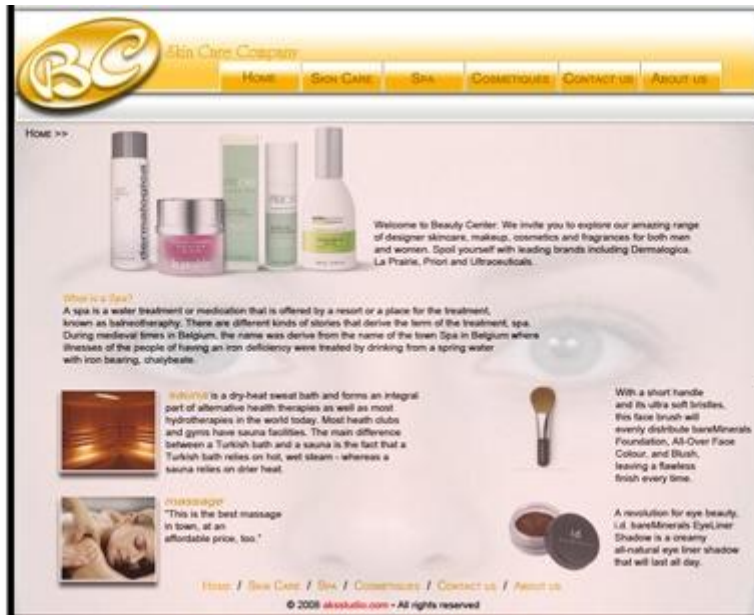 BC
Skin Care Company
Home Skin Care Spa Cosmetiques Contact us About us
Home >>
dermalogica
PRIORI
Welcome to Beauty Center. We invite you to explore our amazing range
of designer skincare, makeup, cosmetics and fragrances for both men
and women. Spoil yourself with leading brands including Dermalogica,
La Prairie, Priori and Ultraceuticals.
What is a Spa?
A spa is a water treatment or medication that is offered by a resort or a place for the treatment,
known as balneotheraphy. There are different kinds of stories that derive the term of the treatment, spa.
During medieval times in Belgium, the name was derive from the name of the town Spa in Belgium where
illnesses of the people of having an iron deficiency were treated by drinking from a spring water
with iron bearing, chalybeate.
sauna is a dry-heat sweat bath and forms an integral
part of alternative health therapies as well as most
hydrotherapies in the world today. Most heath clubs
and gyms have sauna facilities. The main difference
between a Turkish bath and a sauna is the fact that a
Turkish bath relies on hot, wet steam - whereas a
sauna relies on drier heat.
With a short handle
and its ultra soft bristles,
this face brush will
evenly distribute bareMinerals
Foundation, All-Over Face
Colour, and Blush,
leaving a flawless
finish every time.
massage
"This is the best massage
in town, at an
affordable price, too."
i.d.
A revolution for eye beauty,
i.d. bareMinerals EyeLiner
Shadow is a creamy
all-natural eye liner shadow
that will last all day.
Home / Skin Care / Spa / Cosmetiques / Contact us / About us
© 2008 aksstudio.com • All rights reserved